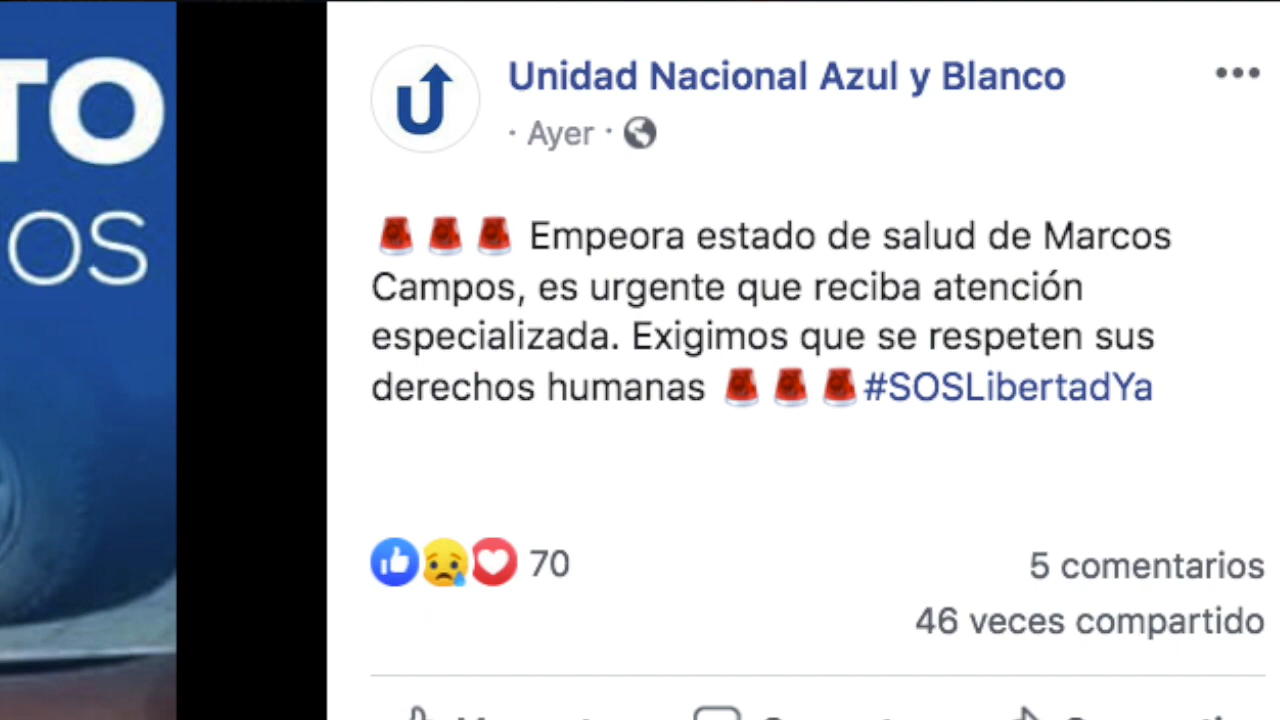 TO
OS
Unidad Nacional Azul y Blanco
· Ayer ·
🚨🚨🚨 Empeora estado de salud de Marcos
Campos, es urgente que reciba atención
especializada. Exigimos que se respeten sus
derechos humanas 🚨🚨🚨#SOSLibertadYa
70
5 comentarios
46 veces compartido